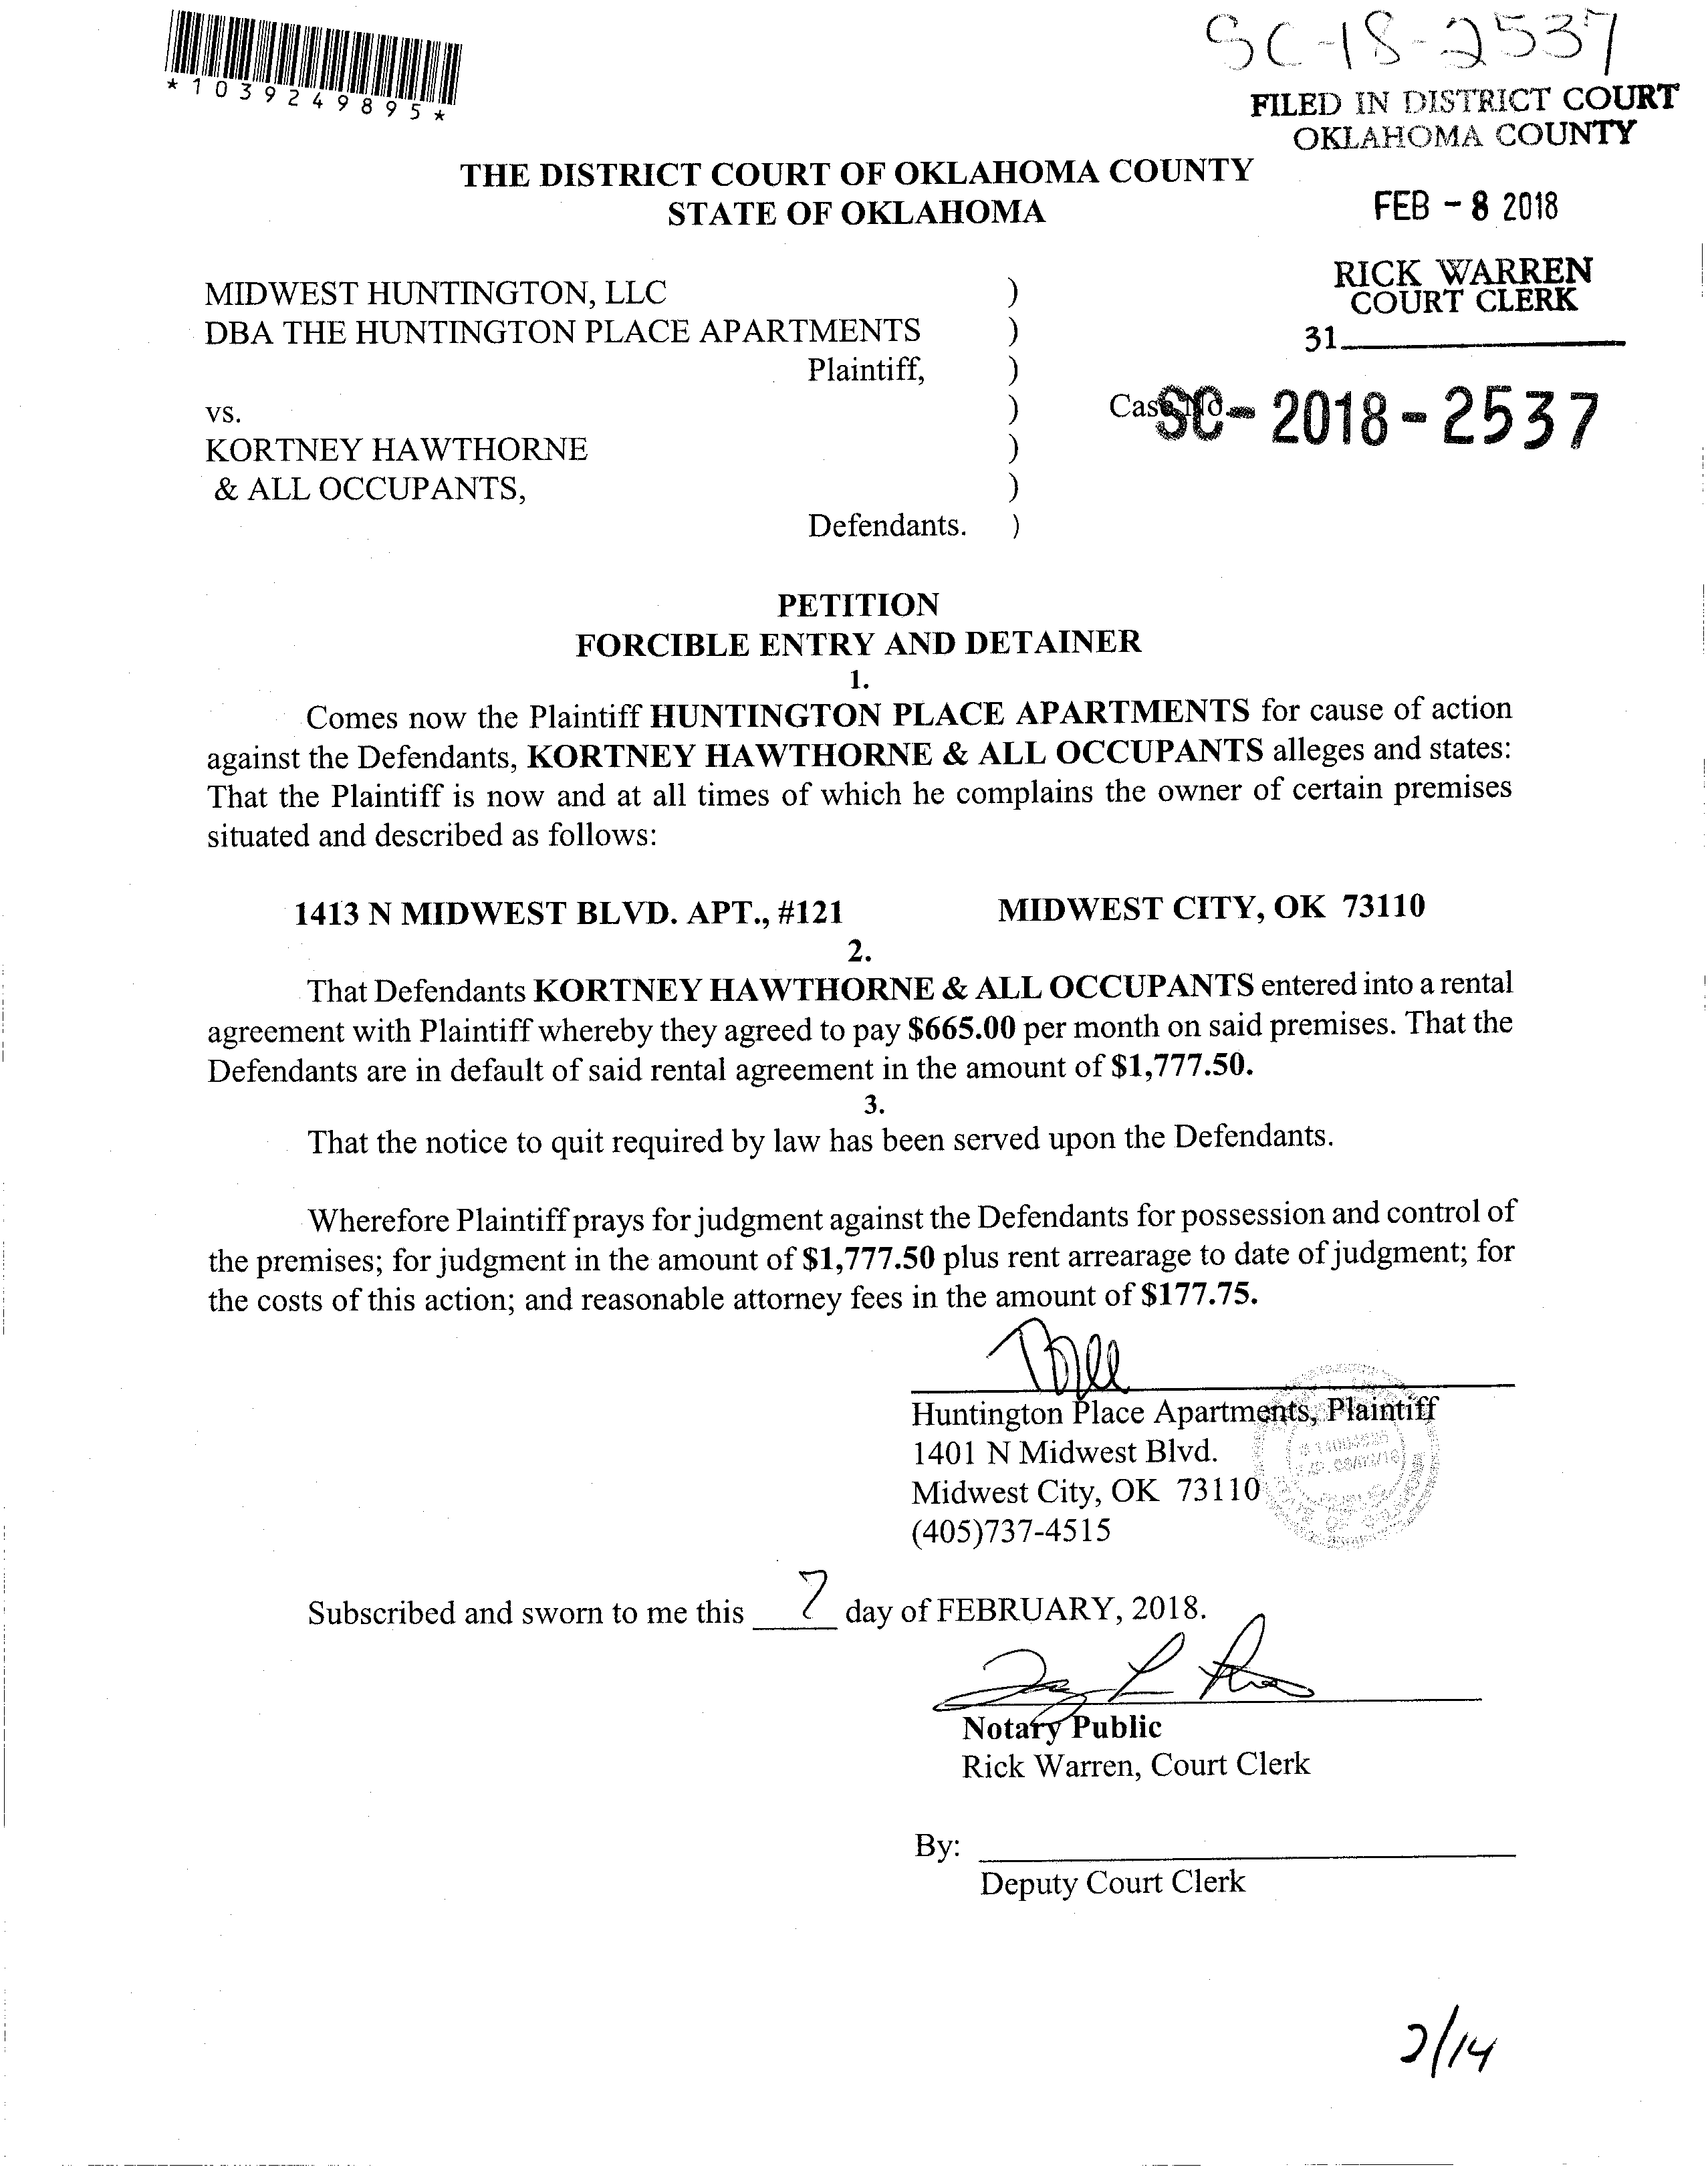 SC-18-2537
*1039249895*
FILED IN DISTRICT COURT
OKLAHOMA COUNTY
THE DISTRICT COURT OF OKLAHOMA COUNTY
STATE OF OKLAHOMA
FEB - 8 2018
RICK WARREN
COURT CLERK
31
MIDWEST HUNTINGTON, LLC )
DBA THE HUNTINGTON PLACE APARTMENTS )
Plaintiff, )
vs. )
Case No. SC - 2018 - 2537
KORTNEY HAWTHORNE )
& ALL OCCUPANTS, )
Defendants. )
PETITION
FORCIBLE ENTRY AND DETAINER
1.
Comes now the Plaintiff HUNTINGTON PLACE APARTMENTS for cause of action
against the Defendants, KORTNEY HAWTHORNE & ALL OCCUPANTS alleges and states:
That the Plaintiff is now and at all times of which he complains the owner of certain premises
situated and described as follows:
1413 N MIDWEST BLVD. APT., #121 MIDWEST CITY, OK 73110
2.
That Defendants KORTNEY HAWTHORNE & ALL OCCUPANTS entered into a rental
agreement with Plaintiff whereby they agreed to pay $665.00 per month on said premises. That the
Defendants are in default of said rental agreement in the amount of $1,777.50.
3.
That the notice to quit required by law has been served upon the Defendants.
Wherefore Plaintiff prays for judgment against the Defendants for possession and control of
the premises; for judgment in the amount of $1,777.50 plus rent arrearage to date of judgment; for
the costs of this action; and reasonable attorney fees in the amount of $177.75.
Huntington Place Apartments, Plaintiff
1401 N Midwest Blvd.
Midwest City, OK 73110
(405)737-4515
Subscribed and sworn to me this 7 day of FEBRUARY, 2018.
Notary Public
Rick Warren, Court Clerk
By:
Deputy Court Clerk
2/14